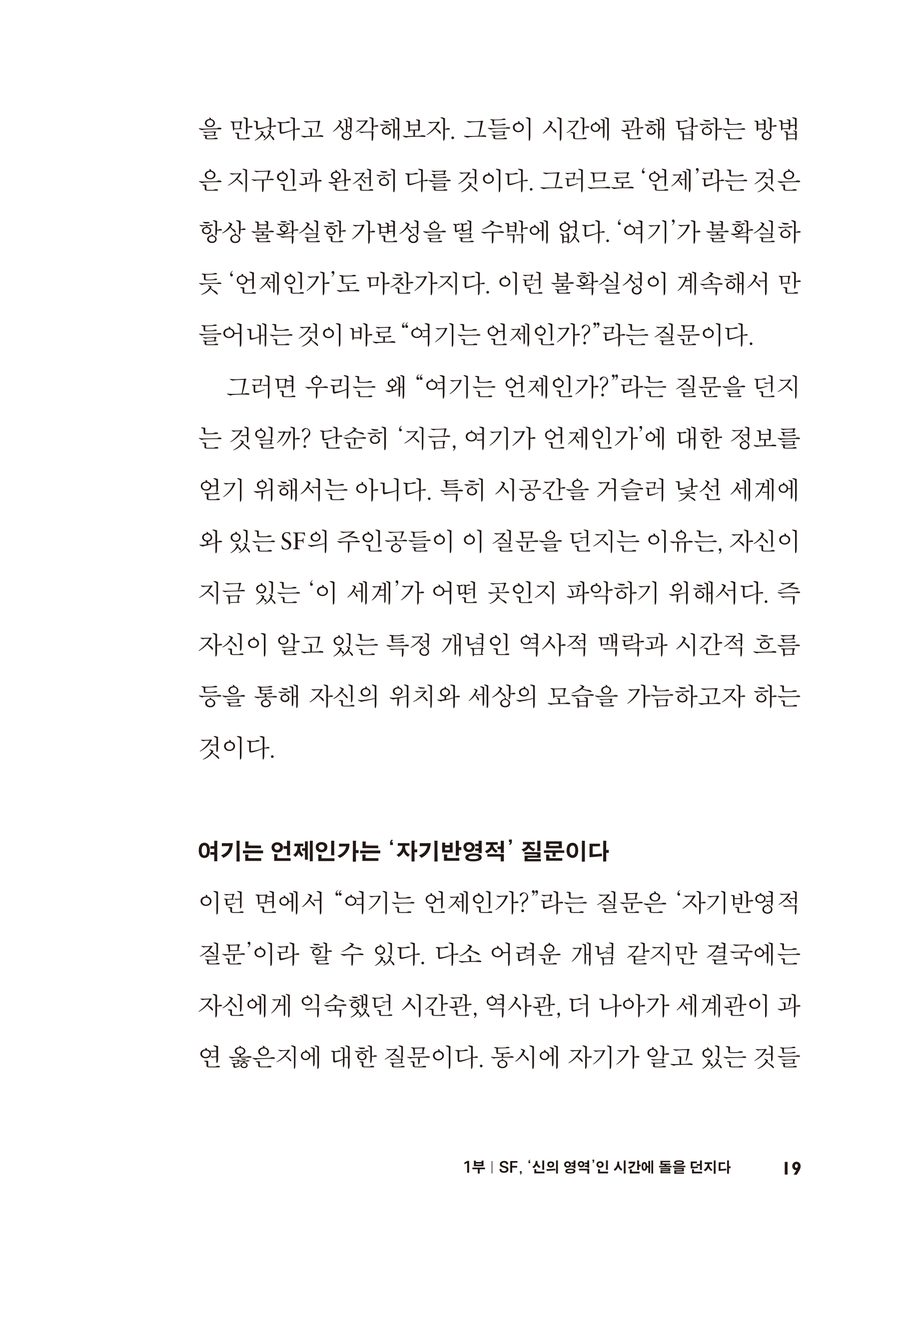 을 만났다고 생각해보자. 그들이 시간에 관해 답하는 방법
은 지구인과 완전히 다를 것이다. 그러므로 ‘언제’라는 것은
항상 불확실한 가변성을 띨 수밖에 없다. ‘여기’가 불확실하
듯 ‘언제인가’도 마찬가지다. 이런 불확실성이 계속해서 만
들어내는 것이 바로 “여기는 언제인가?”라는 질문이다.
그러면 우리는 왜 “여기는 언제인가?”라는 질문을 던지
는 것일까? 단순히 ‘지금, 여기가 언제인가’에 대한 정보를
얻기 위해서는 아니다. 특히 시공간을 거슬러 낯선 세계에
와 있는 SF의 주인공들이 이 질문을 던지는 이유는, 자신이
지금 있는 ‘이 세계’가 어떤 곳인지 파악하기 위해서다. 즉
자신이 알고 있는 특정 개념인 역사적 맥락과 시간적 흐름
등을 통해 자신의 위치와 세상의 모습을 가늠하고자 하는
것이다.
여기는 언제인가는 ‘자기반영적’ 질문이다
이런 면에서 “여기는 언제인가?”라는 질문은 ‘자기반영적
질문’이라 할 수 있다. 다소 어려운 개념 같지만 결국에는
자신에게 익숙했던 시간관, 역사관, 더 나아가 세계관이 과
연 옳은지에 대한 질문이다. 동시에 자기가 알고 있는 것들
1부 | SF, ‘신의 영역’인 시간에 돌을 던지다 19